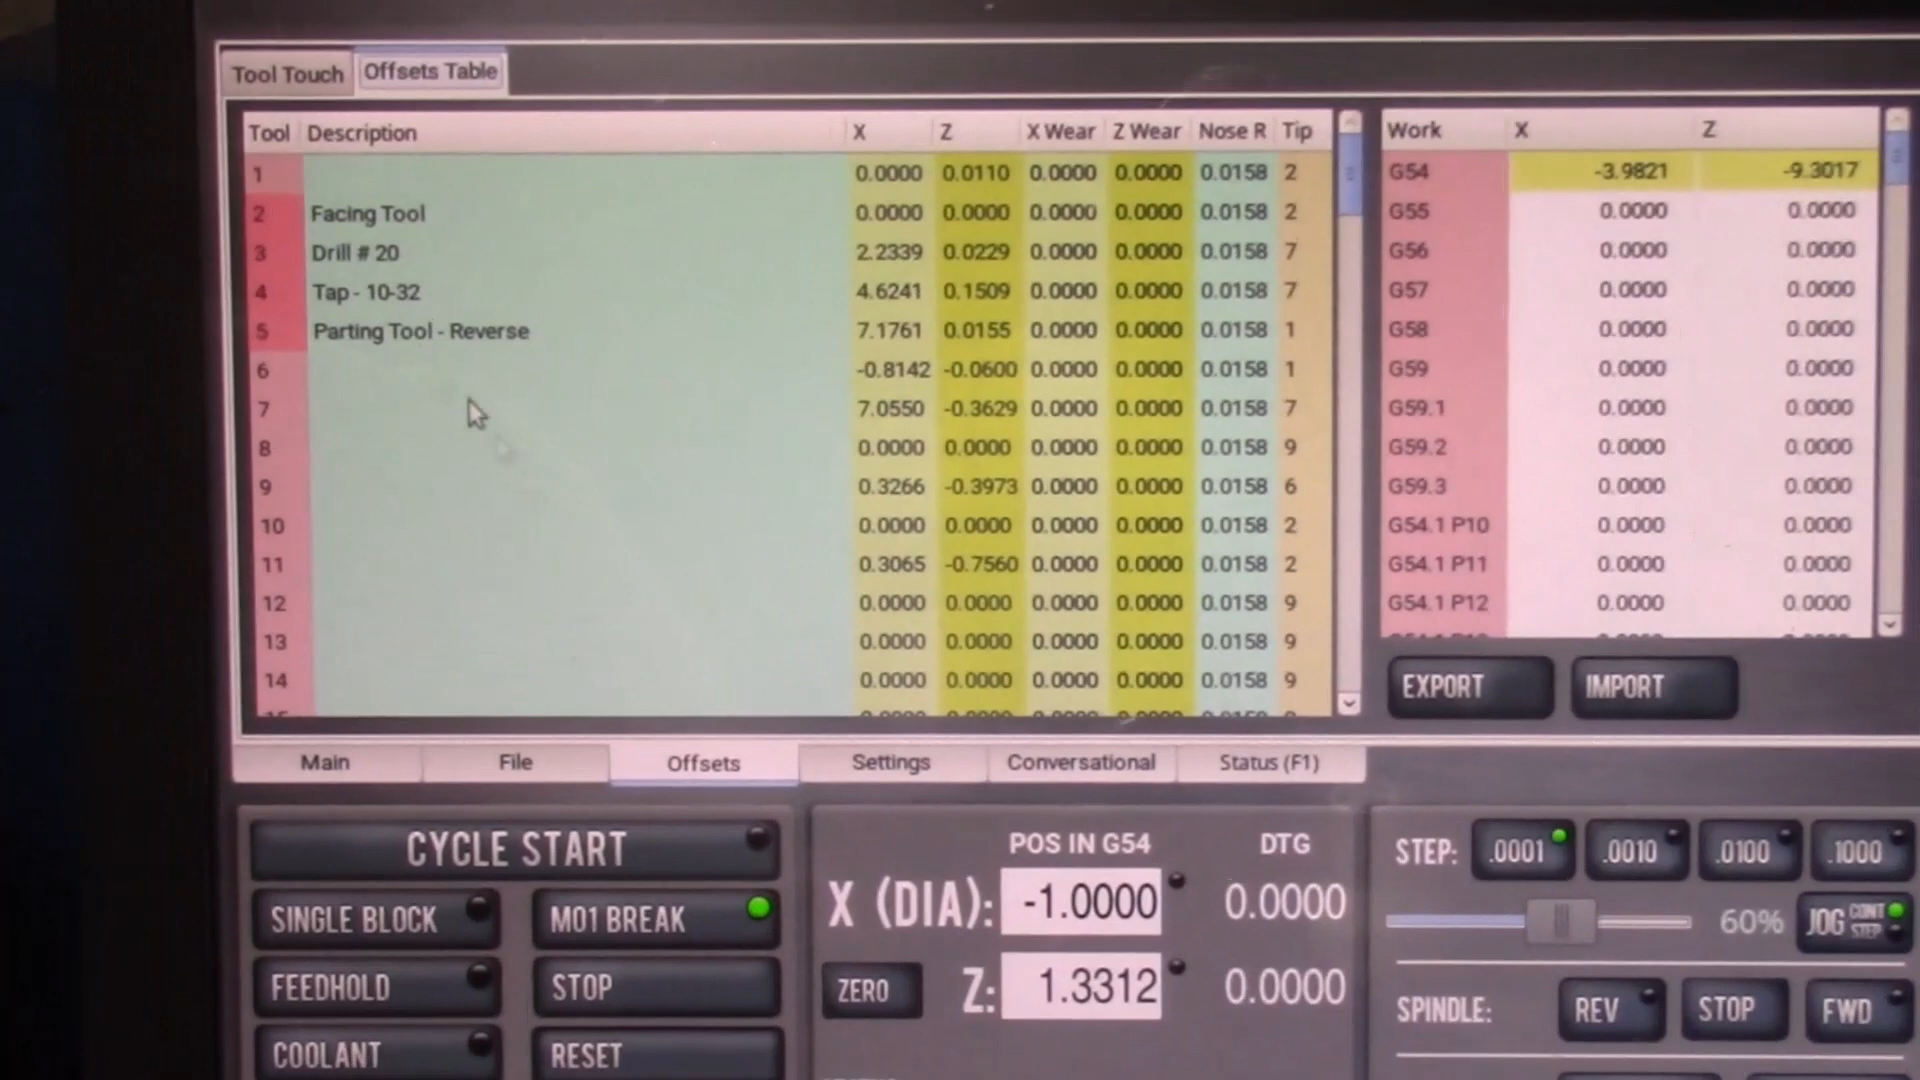 Tool Touch Offsets Table
Tool Description X Z X Wear Z Wear Nose R Tip
1 0.0000 0.0110 0.0000 0.0000 0.0158 2
2 Facing Tool 0.0000 0.0000 0.0000 0.0000 0.0158 2
3 Drill # 20 2.2339 0.0229 0.0000 0.0000 0.0158 7
4 Tap - 10-32 4.6241 0.1509 0.0000 0.0000 0.0158 7
5 Parting Tool - Reverse 7.1761 0.0155 0.0000 0.0000 0.0158 1
6 -0.8142 -0.0600 0.0000 0.0000 0.0158 1
7 7.0550 -0.3629 0.0000 0.0000 0.0158 7
8 0.0000 0.0000 0.0000 0.0000 0.0158 9
9 0.3266 -0.3973 0.0000 0.0000 0.0158 6
10 0.0000 0.0000 0.0000 0.0000 0.0158 2
11 0.3065 -0.7560 0.0000 0.0000 0.0158 2
12 0.0000 0.0000 0.0000 0.0000 0.0158 9
13 0.0000 0.0000 0.0000 0.0000 0.0158 9
14 0.0000 0.0000 0.0000 0.0000 0.0158 9
Work X Z
G54 -3.9821 -9.3017
G55 0.0000 0.0000
G56 0.0000 0.0000
G57 0.0000 0.0000
G58 0.0000 0.0000
G59 0.0000 0.0000
G59.1 0.0000 0.0000
G59.2 0.0000 0.0000
G59.3 0.0000 0.0000
G54.1 P10 0.0000 0.0000
G54.1 P11 0.0000 0.0000
G54.1 P12 0.0000 0.0000
EXPORT IMPORT
Main File Offsets Settings Conversational Status (F1)
CYCLE START
SINGLE BLOCK M01 BREAK
FEEDHOLD STOP
COOLANT RESET
POS IN G54 DTG
X (DIA): -1.0000 0.0000
ZERO Z: 1.3312 0.0000
STEP: .0001 .0010 .0100 .1000
60% JOG CONT STEP
SPINDLE: REV STOP FWD